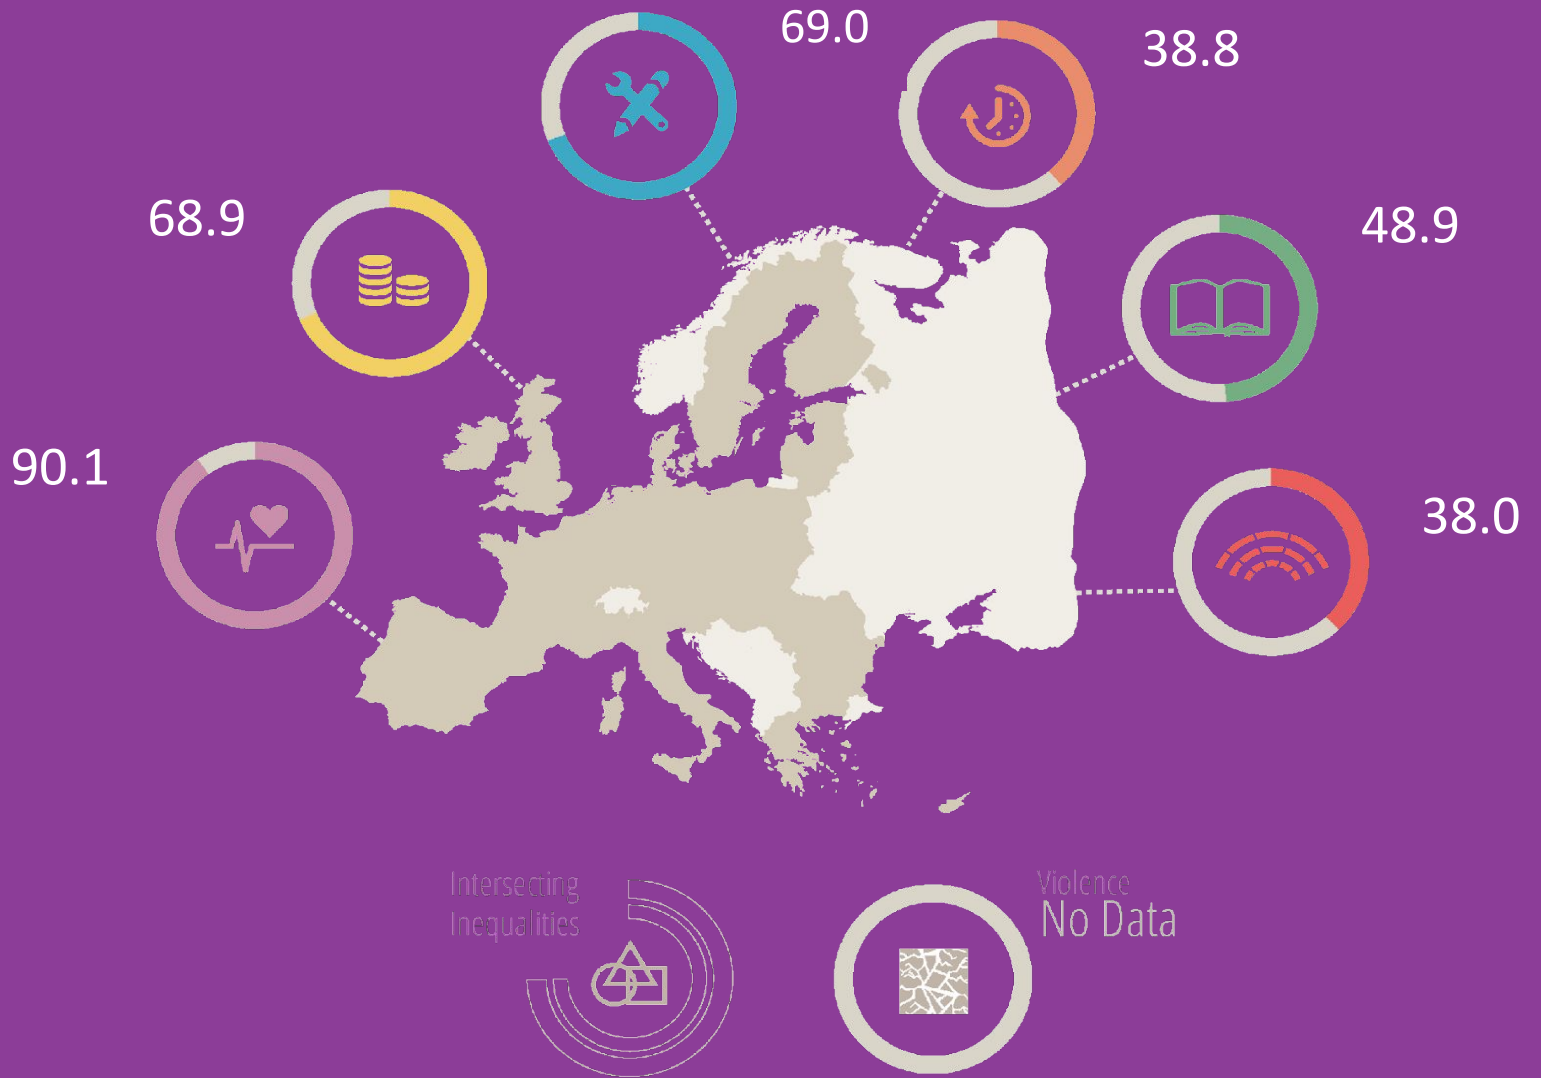 69.0
38.8
68.9
48.9
90.1
38.0
Intersecting
Inequalities
Violence
No Data